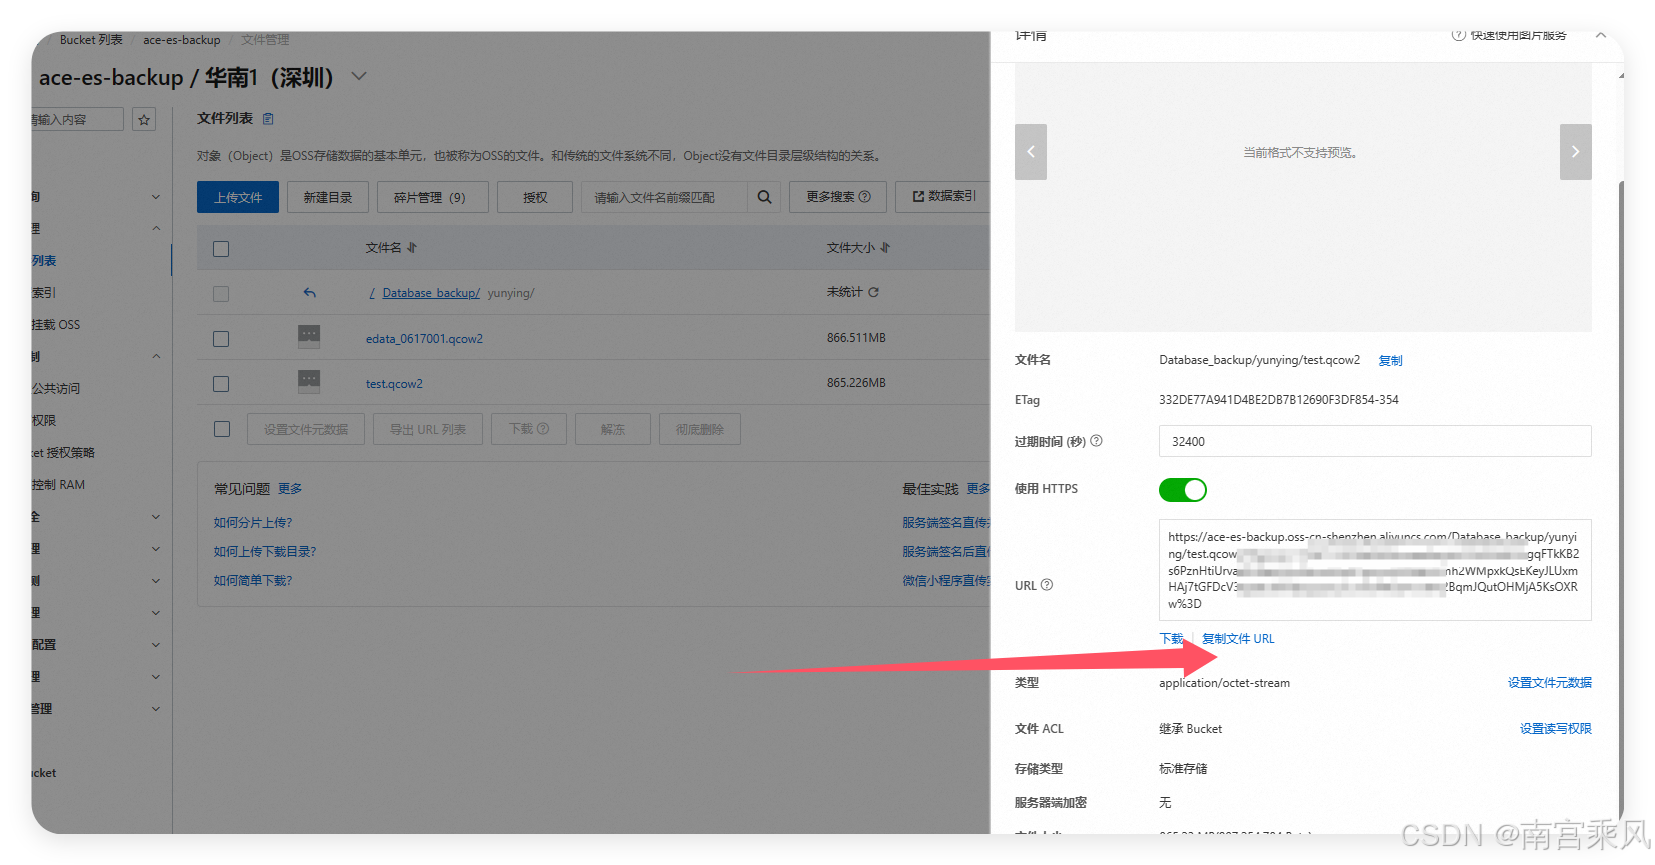 / Bucket 列表 / ace-es-backup / 文件管理
ace-es-backup / 华南1（深圳）
请输入内容
询
理
列表
索引
挂载 OSS
制
公共访问
权限
ket 授权策略
控制 RAM
全
理
测
理
配置
理
管理
ucket
文件列表
对象（Object）是OSS存储数据的基本单元，也被称为OSS的文件。和传统的文件系统不同，Object没有文件目录层级结构的关系。
上传文件 新建目录 碎片管理（9） 授权 请输入文件名前缀匹配 更多搜索 数据索引
文件名 文件大小
/ Database_backup/ yunying/ 未统计
edata_0617001.qcow2 866.511MB
test.qcow2 865.226MB
设置文件元数据 导出 URL 列表 下载 解冻 彻底删除
常见问题 更多
如何分片上传？
如何上传下载目录？
如何简单下载？
最佳实践 更多
服务端签名直传
服务端签名后直
微信小程序直传
详情
快速使用图片服务
当前格式不支持预览。
文件名 Database_backup/yunying/test.qcow2 复制
ETag 332DE77A941D4BE2DB7B12690F3DF854-354
过期时间 (秒) 32400
使用 HTTPS
URL
https://ace-es-backup.oss-cn-shenzhen.aliyuncs.com/Database_backup/yunyi
ng/test.qcow gqFTkKB2
s6PznHtiUrva mh2WMpxkQsEKeyJLUxm
HAj7tGFDcV3 2BqmJQutOHMjA5KsOXR
w%3D
下载 | 复制文件 URL
类型 application/octet-stream 设置文件元数据
文件 ACL 继承 Bucket 设置读写权限
存储类型 标准存储
服务器端加密 无
CSDN @南宫乘风